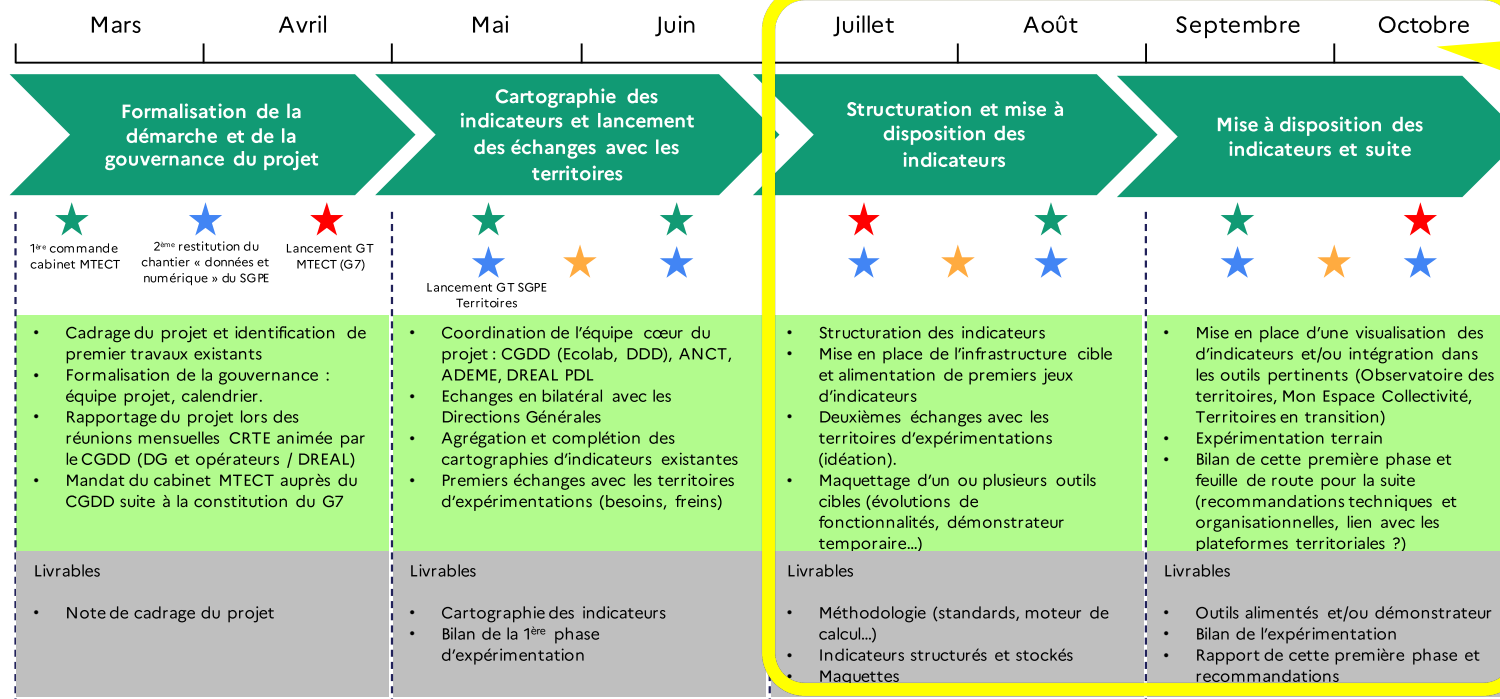 Mars
Avril
Mai
Juin
Juillet
Août
Septembre
Octobre
Formalisation de la
démarche et de la
gouvernance du projet
Cartographie des
indicateurs et lancement
des échanges avec les
territoires
Structuration et mise à
disposition des
indicateurs
Mise à disposition des
indicateurs et suite
1ère commande
cabinet MTECT
2ème restitution du
chantier « données et
numérique » du SGPE
Lancement GT
MTECT (G7)
Lancement GT SGPE
Territoires
• Cadrage du projet et identification de
premier travaux existants
• Formalisation de la gouvernance :
équipe projet, calendrier.
• Rapportage du projet lors des
réunions mensuelles CRTE animée par
le CGDD (DG et opérateurs / DREAL)
• Mandat du cabinet MTECT auprès du
CGDD suite à la constitution du G7
• Coordination de l'équipe cœur du
projet : CGDD (Ecolab, DDD), ANCT,
ADEME, DREAL PDL
• Echanges en bilatéral avec les
Directions Générales
• Agrégation et complétion des
cartographies d'indicateurs existantes
• Premiers échanges avec les territoires
d'expérimentations (besoins, freins)
• Structuration des indicateurs
• Mise en place de l'infrastructure cible
et alimentation de premiers jeux
d'indicateurs
• Deuxièmes échanges avec les
territoires d'expérimentations
(idéation).
• Maquettage d'un ou plusieurs outils
cibles (évolutions de
fonctionnalités, démonstrateur
temporaire...)
• Mise en place d'une visualisation des
d'indicateurs et/ou intégration dans
les outils pertinents (Observatoire des
territoires, Mon Espace Collectivité,
Territoires en transition)
• Expérimentation terrain
• Bilan de cette première phase et
feuille de route pour la suite
(recommandations techniques et
organisationnelles, lien avec les
plateformes territoriales ?)
Livrables
• Note de cadrage du projet
Livrables
• Cartographie des indicateurs
• Bilan de la 1ère phase
d'expérimentation
Livrables
• Méthodologie (standards, moteur de
calcul...)
• Indicateurs structurés et stockés
• Maquettes
Livrables
• Outils alimentés et/ou démonstrateur
• Bilan de l'expérimentation
• Rapport de cette première phase et
recommandations